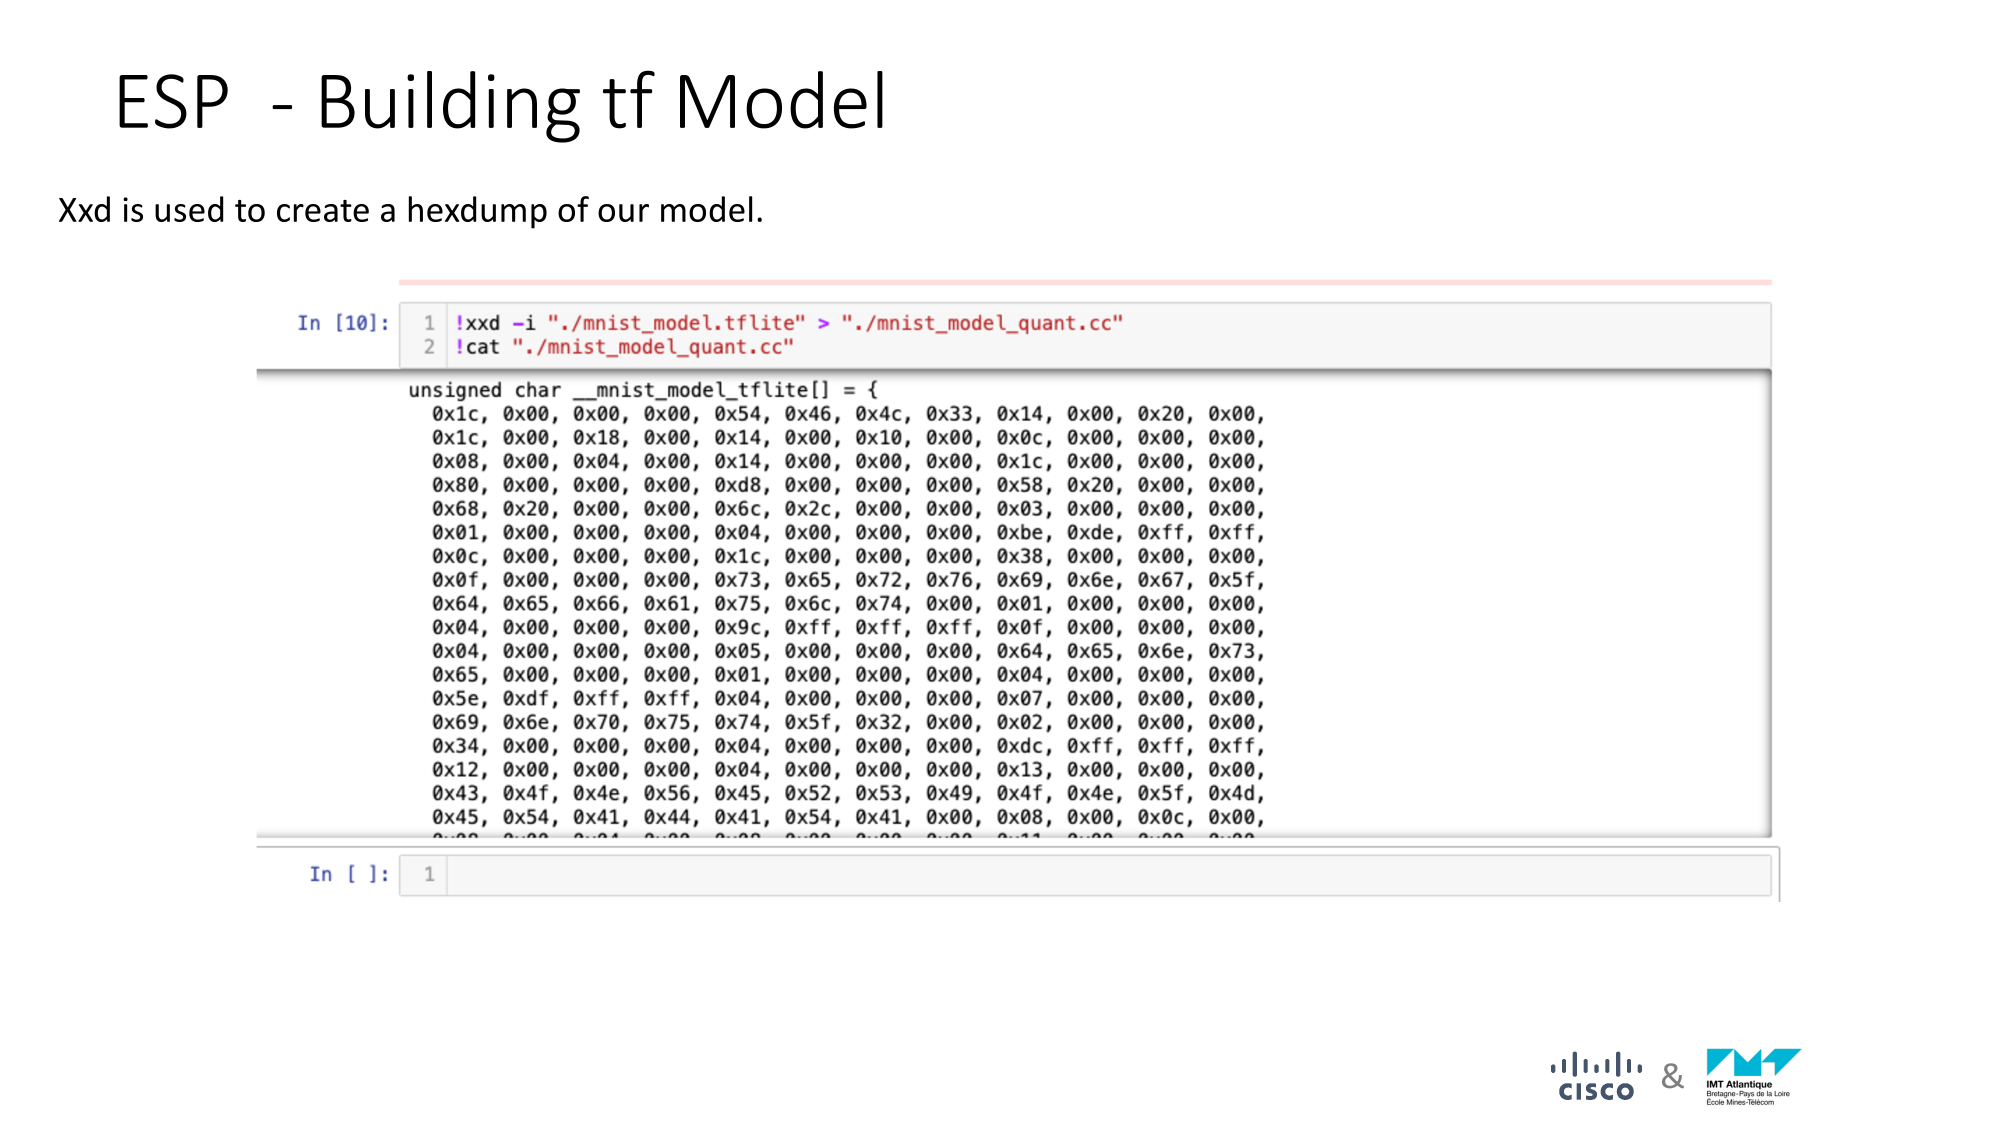 ESP - Building tf Model
Xxd is used to create a hexdump of our model.
In [10]:
1 !xxd -i "./mnist_model.tflite" > "./mnist_model_quant.cc"
2 !cat "./mnist_model_quant.cc"
unsigned char __mnist_model_tflite[] = {
0x1c, 0x00, 0x00, 0x00, 0x54, 0x46, 0x4c, 0x33, 0x14, 0x00, 0x20, 0x00,
0x1c, 0x00, 0x18, 0x00, 0x14, 0x00, 0x10, 0x00, 0x0c, 0x00, 0x00, 0x00,
0x08, 0x00, 0x04, 0x00, 0x14, 0x00, 0x00, 0x00, 0x1c, 0x00, 0x00, 0x00,
0x80, 0x00, 0x00, 0x00, 0xd8, 0x00, 0x00, 0x00, 0x58, 0x20, 0x00, 0x00,
0x68, 0x20, 0x00, 0x00, 0x6c, 0x2c, 0x00, 0x00, 0x03, 0x00, 0x00, 0x00,
0x01, 0x00, 0x00, 0x00, 0x04, 0x00, 0x00, 0x00, 0xbe, 0xde, 0xff, 0xff,
0x0c, 0x00, 0x00, 0x00, 0x1c, 0x00, 0x00, 0x00, 0x38, 0x00, 0x00, 0x00,
0x0f, 0x00, 0x00, 0x00, 0x73, 0x65, 0x72, 0x76, 0x69, 0x6e, 0x67, 0x5f,
0x64, 0x65, 0x66, 0x61, 0x75, 0x6c, 0x74, 0x00, 0x01, 0x00, 0x00, 0x00,
0x04, 0x00, 0x00, 0x00, 0x9c, 0xff, 0xff, 0xff, 0x0f, 0x00, 0x00, 0x00,
0x04, 0x00, 0x00, 0x00, 0x05, 0x00, 0x00, 0x00, 0x64, 0x65, 0x6e, 0x73,
0x65, 0x00, 0x00, 0x00, 0x01, 0x00, 0x00, 0x00, 0x04, 0x00, 0x00, 0x00,
0x5e, 0xdf, 0xff, 0xff, 0x04, 0x00, 0x00, 0x00, 0x07, 0x00, 0x00, 0x00,
0x69, 0x6e, 0x70, 0x75, 0x74, 0x5f, 0x32, 0x00, 0x02, 0x00, 0x00, 0x00,
0x34, 0x00, 0x00, 0x00, 0x04, 0x00, 0x00, 0x00, 0xdc, 0xff, 0xff, 0xff,
0x12, 0x00, 0x00, 0x00, 0x04, 0x00, 0x00, 0x00, 0x13, 0x00, 0x00, 0x00,
0x43, 0x4f, 0x4e, 0x56, 0x45, 0x52, 0x53, 0x49, 0x4f, 0x4e, 0x5f, 0x4d,
0x45, 0x54, 0x41, 0x44, 0x41, 0x54, 0x41, 0x00, 0x08, 0x00, 0x0c, 0x00,
In [ ]:
1
CISCO
&
IMT Atlantique
Bretagne-Pays de la Loire
École Mines-Télécom